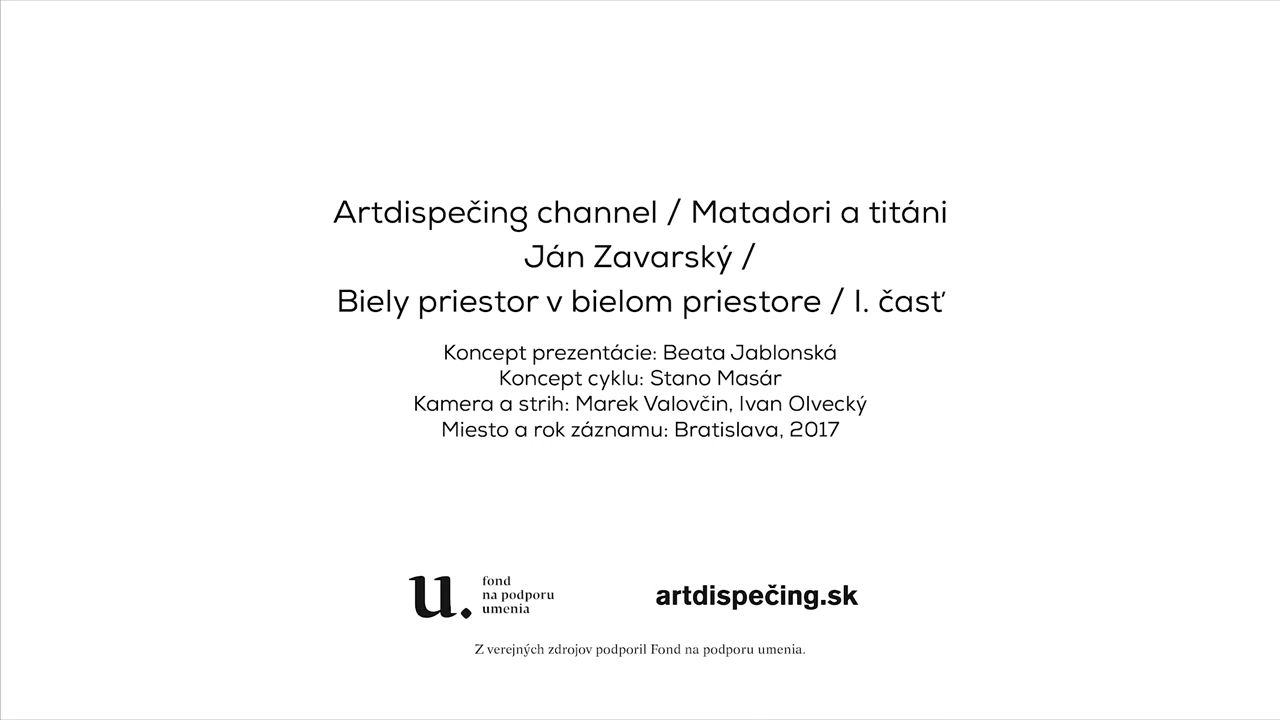 Artdispečing channel / Matadori a titáni
Ján Zavarský /
Biely priestor v bielom priestore / I. časť
Koncept prezentácie: Beata Jablonská
Koncept cyklu: Stano Masár
Kamera a strih: Marek Valovčin, Ivan Olvecký
Miesto a rok záznamu: Bratislava, 2017
u.
fond
na podporu
umenia
artdispečing.sk
Z verejných zdrojov podporil Fond na podporu umenia.